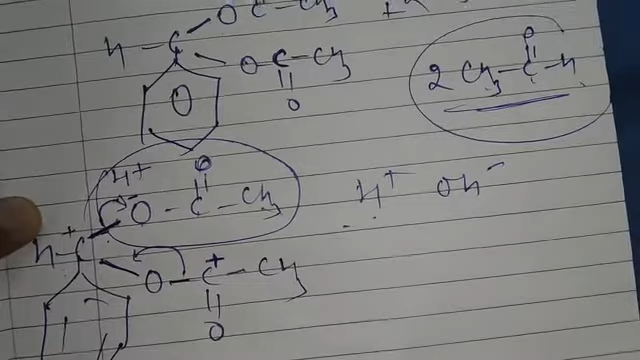 O C - CH3
H - C - O - C - CH3
O
2 CH3 - C - H
O
H+
O
O - C - CH3
H+ OH-
H - C+ - O - C+ - CH3
O